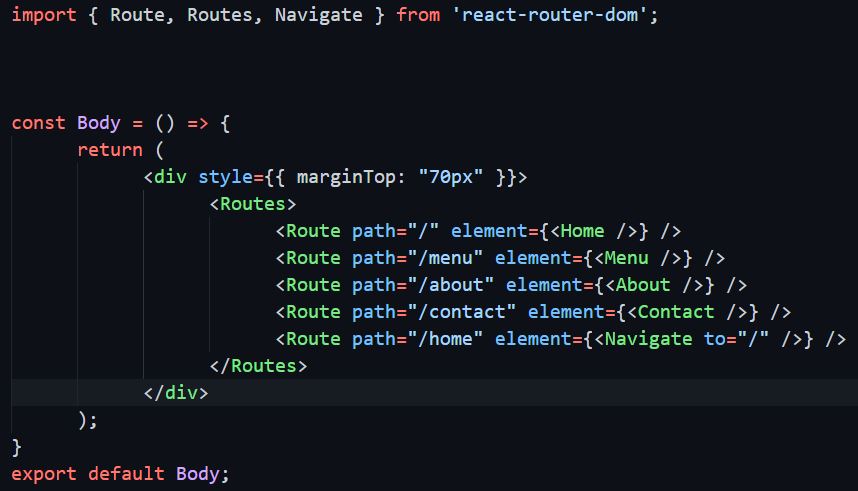 import { Route, Routes, Navigate } from 'react-router-dom';
const Body = () => {
return (
<div style={{ marginTop: "70px" }}>
<Routes>
<Route path="/" element={<Home />} />
<Route path="/menu" element={<Menu />} />
<Route path="/about" element={<About />} />
<Route path="/contact" element={<Contact />} />
<Route path="/home" element={<Navigate to="/" />} />
</Routes>
</div>
);
}
export default Body;